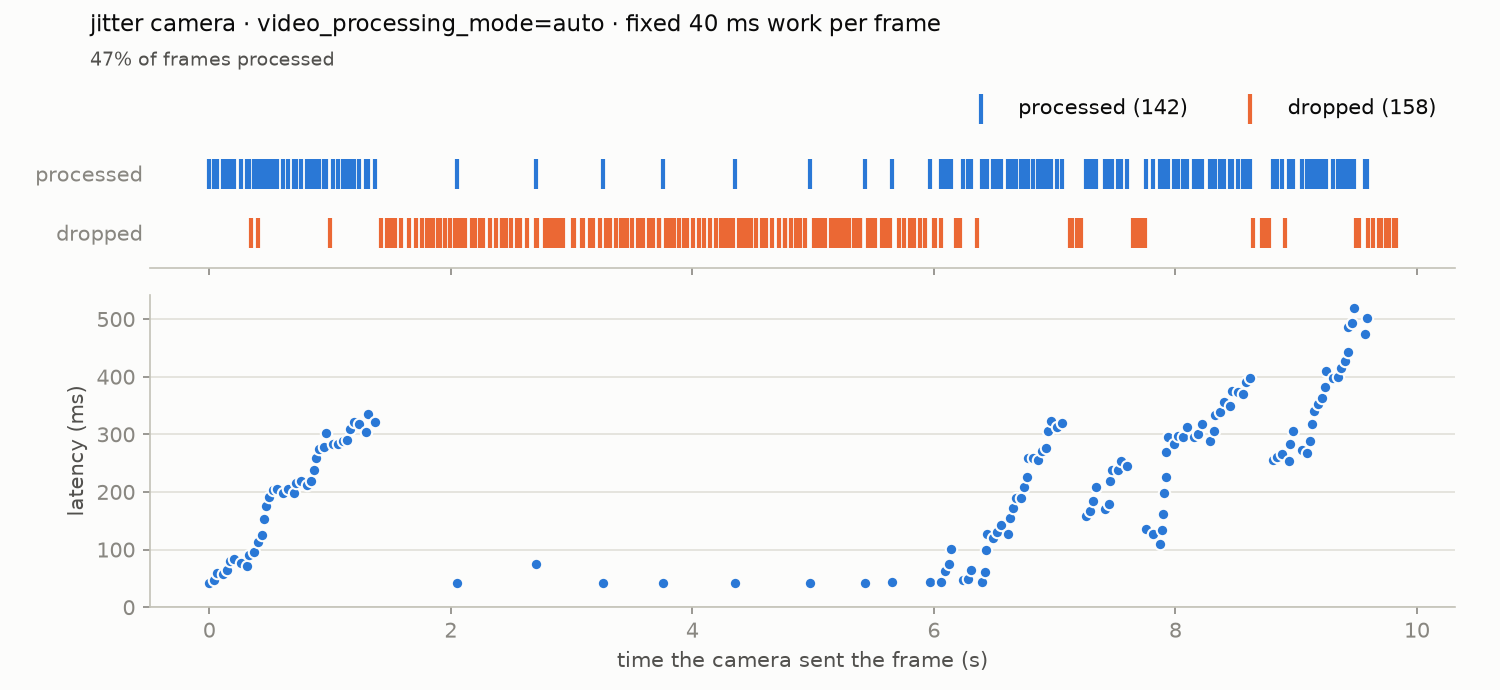 jitter camera · video_processing_mode=auto · fixed 40 ms work per frame
47% of frames processed
processed (142)
dropped (158)
processed
dropped
500
400
300
200
100
0
latency (ms)
0 2 4 6 8 10
time the camera sent the frame (s)